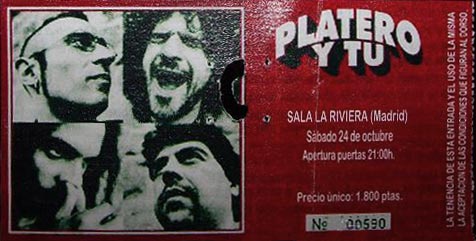 PLATERO
Y TU
SALA LA RIVIERA (Madrid)
Sábado 24 de octubre
Apertura puertas 21:00h.
Precio único: 1.800 ptas.
Nº 00590
LA TENENCIA DE ESTA ENTRADA Y EL USO DE LA MISMA,
LA ACEPTACION DE LAS CONDICIONES QUE FIGURAN AL DORSO